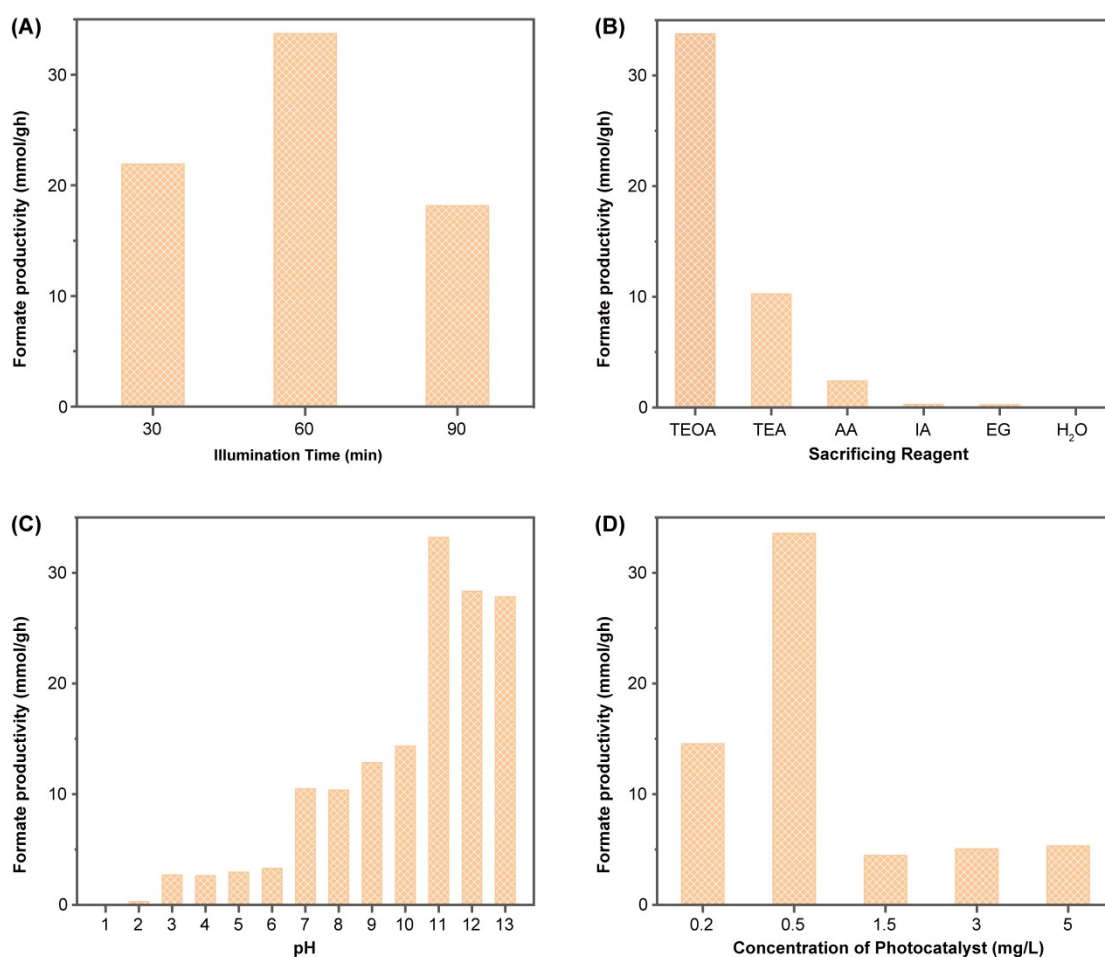 (A)
Formate productivity (mmol/gh)
30
20
10
0
30 60 90
Illumination Time (min)
(B)
Formate productivity (mmol/gh)
30
20
10
0
TEOA TEA AA IA EG H₂O
Sacrificing Reagent
(C)
Formate productivity (mmol/gh)
30
20
10
0
1 2 3 4 5 6 7 8 9 10 11 12 13
pH
(D)
Formate productivity (mmol/gh)
30
20
10
0
0.2 0.5 1.5 3 5
Concentration of Photocatalyst (mg/L)